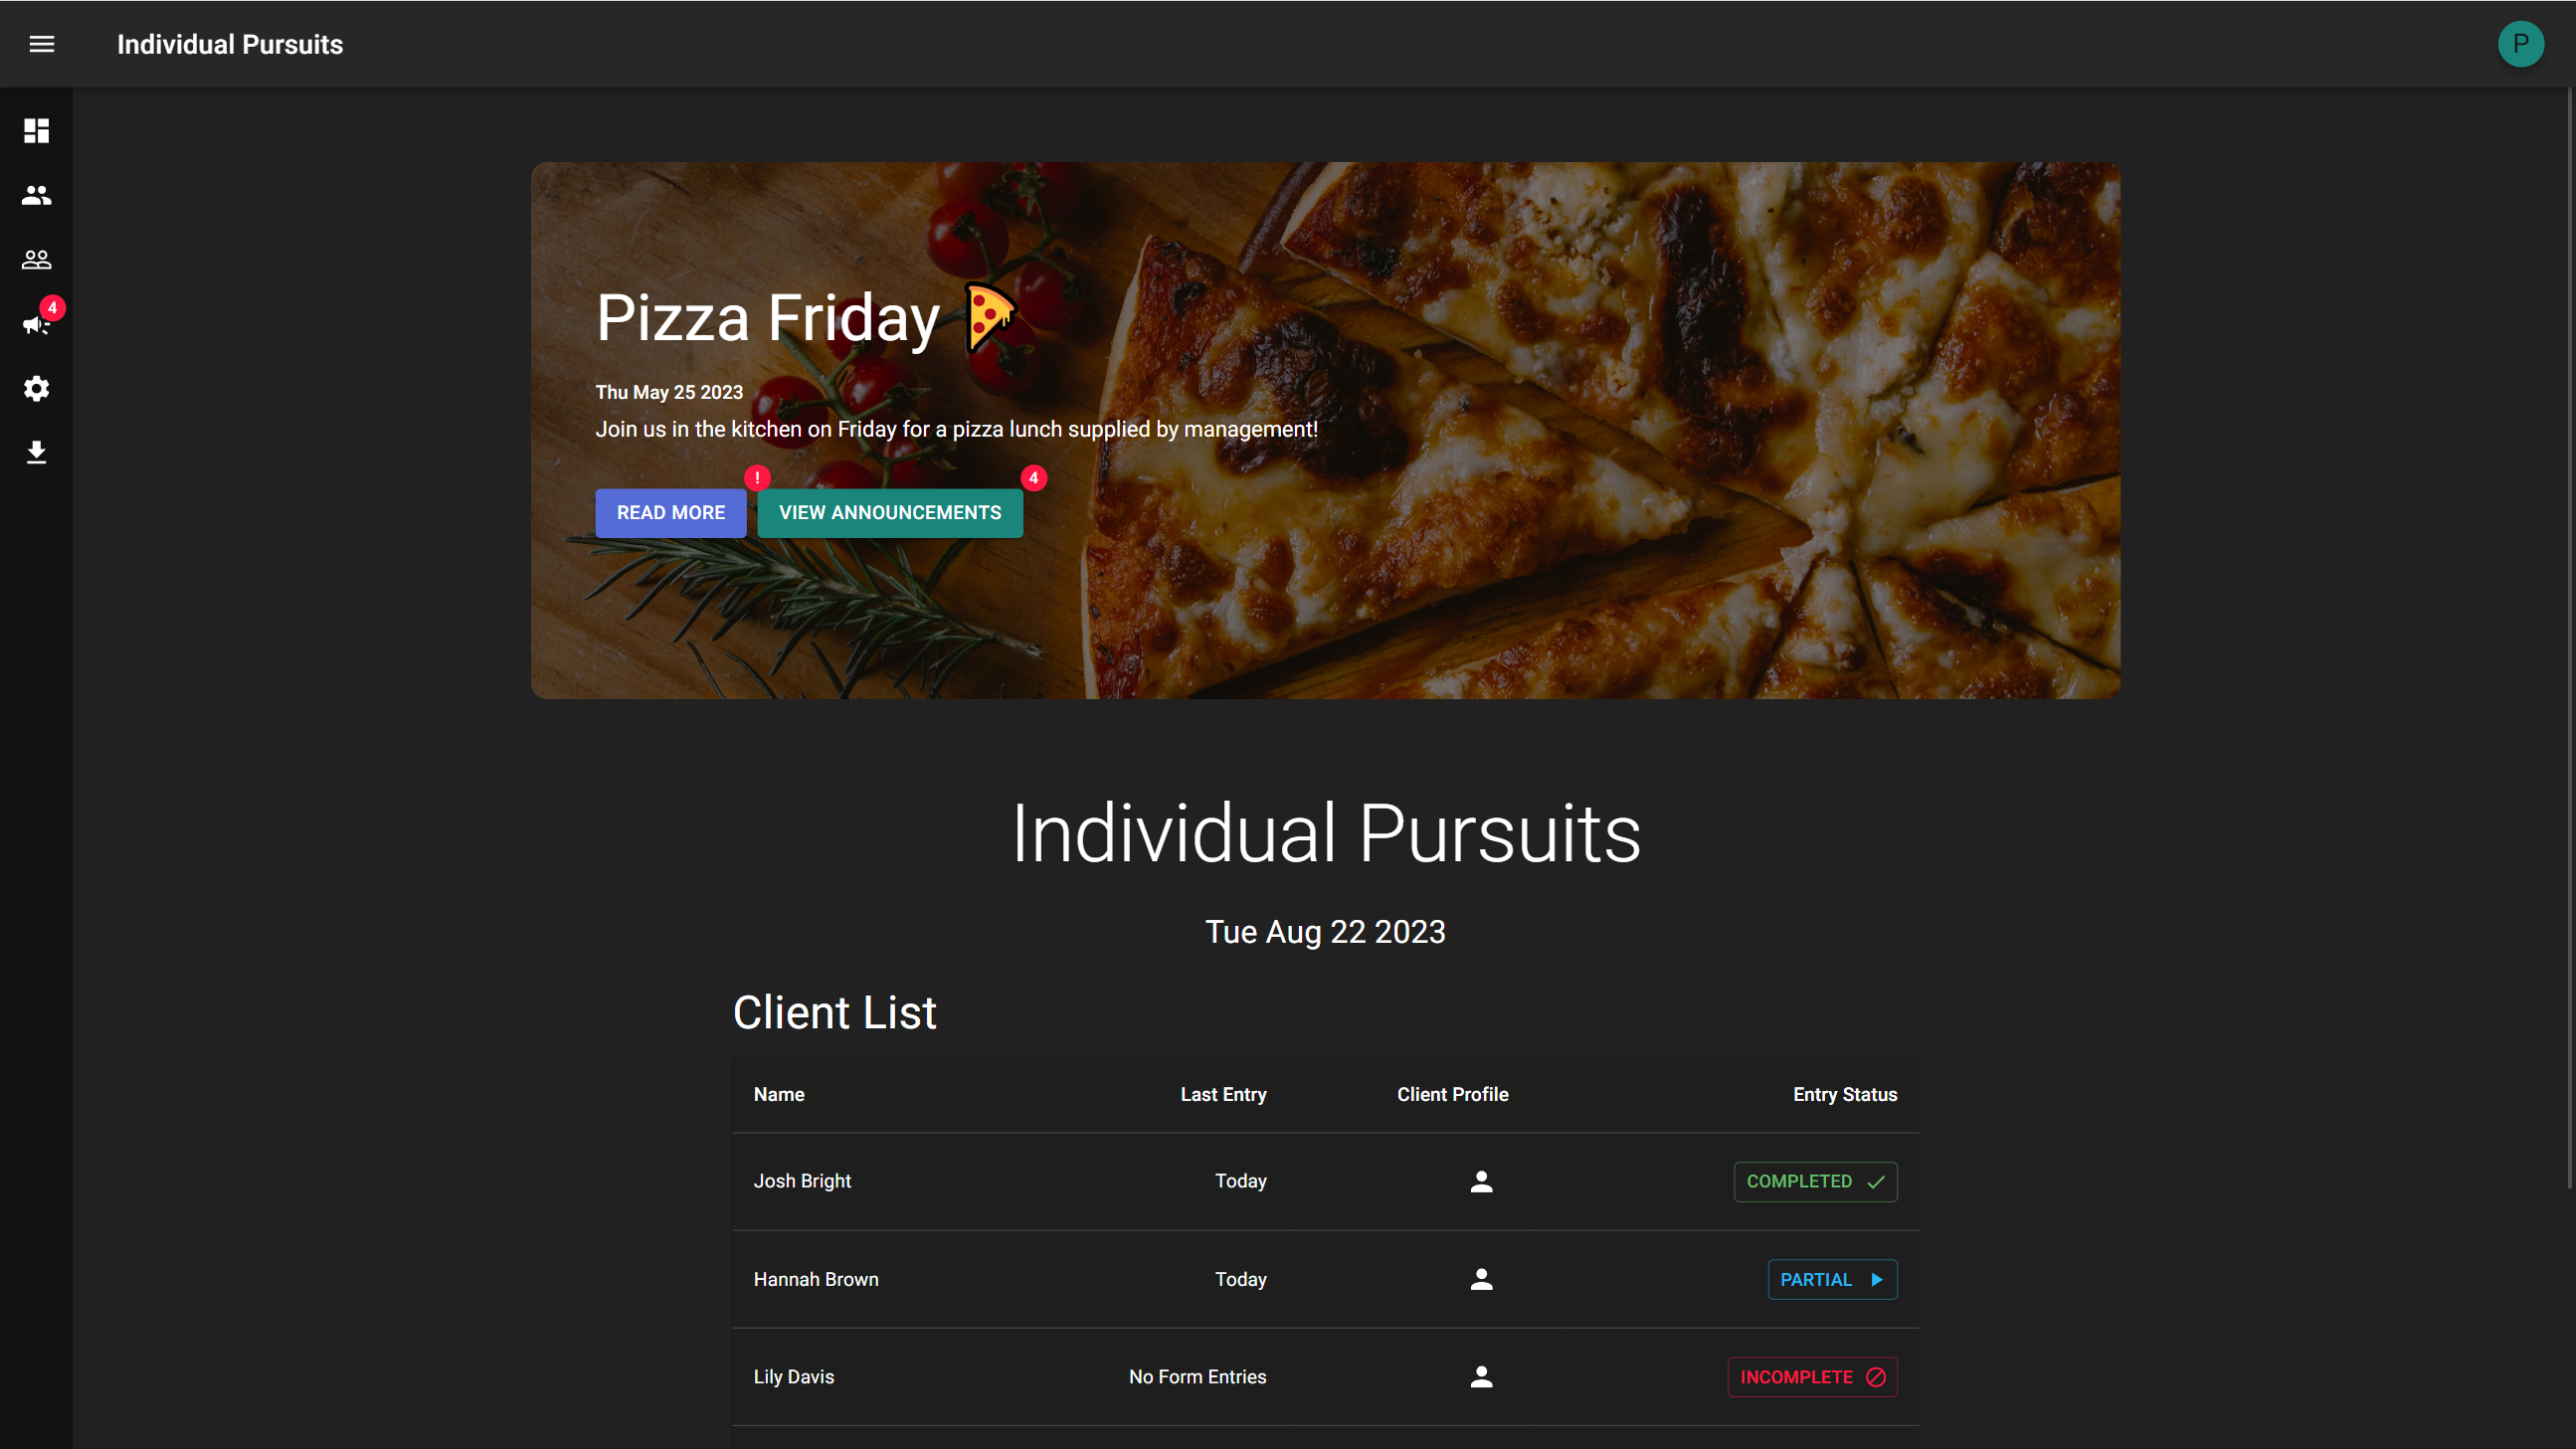 Individual Pursuits
P
4
Pizza Friday 🍕
Thu May 25 2023
Join us in the kitchen on Friday for a pizza lunch supplied by management!
! 4
READ MORE VIEW ANNOUNCEMENTS
Individual Pursuits
Tue Aug 22 2023
Client List
Name Last Entry Client Profile Entry Status
Josh Bright Today COMPLETED
Hannah Brown Today PARTIAL
Lily Davis No Form Entries INCOMPLETE